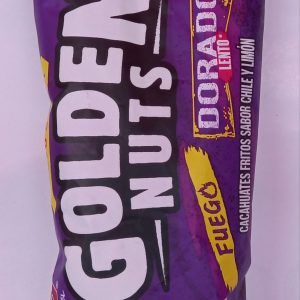 GOLDEN
NUTS
DORADO
LENTO
FUEGO
CACAHUATES FRITOS SABOR CHILE Y LIMÓN